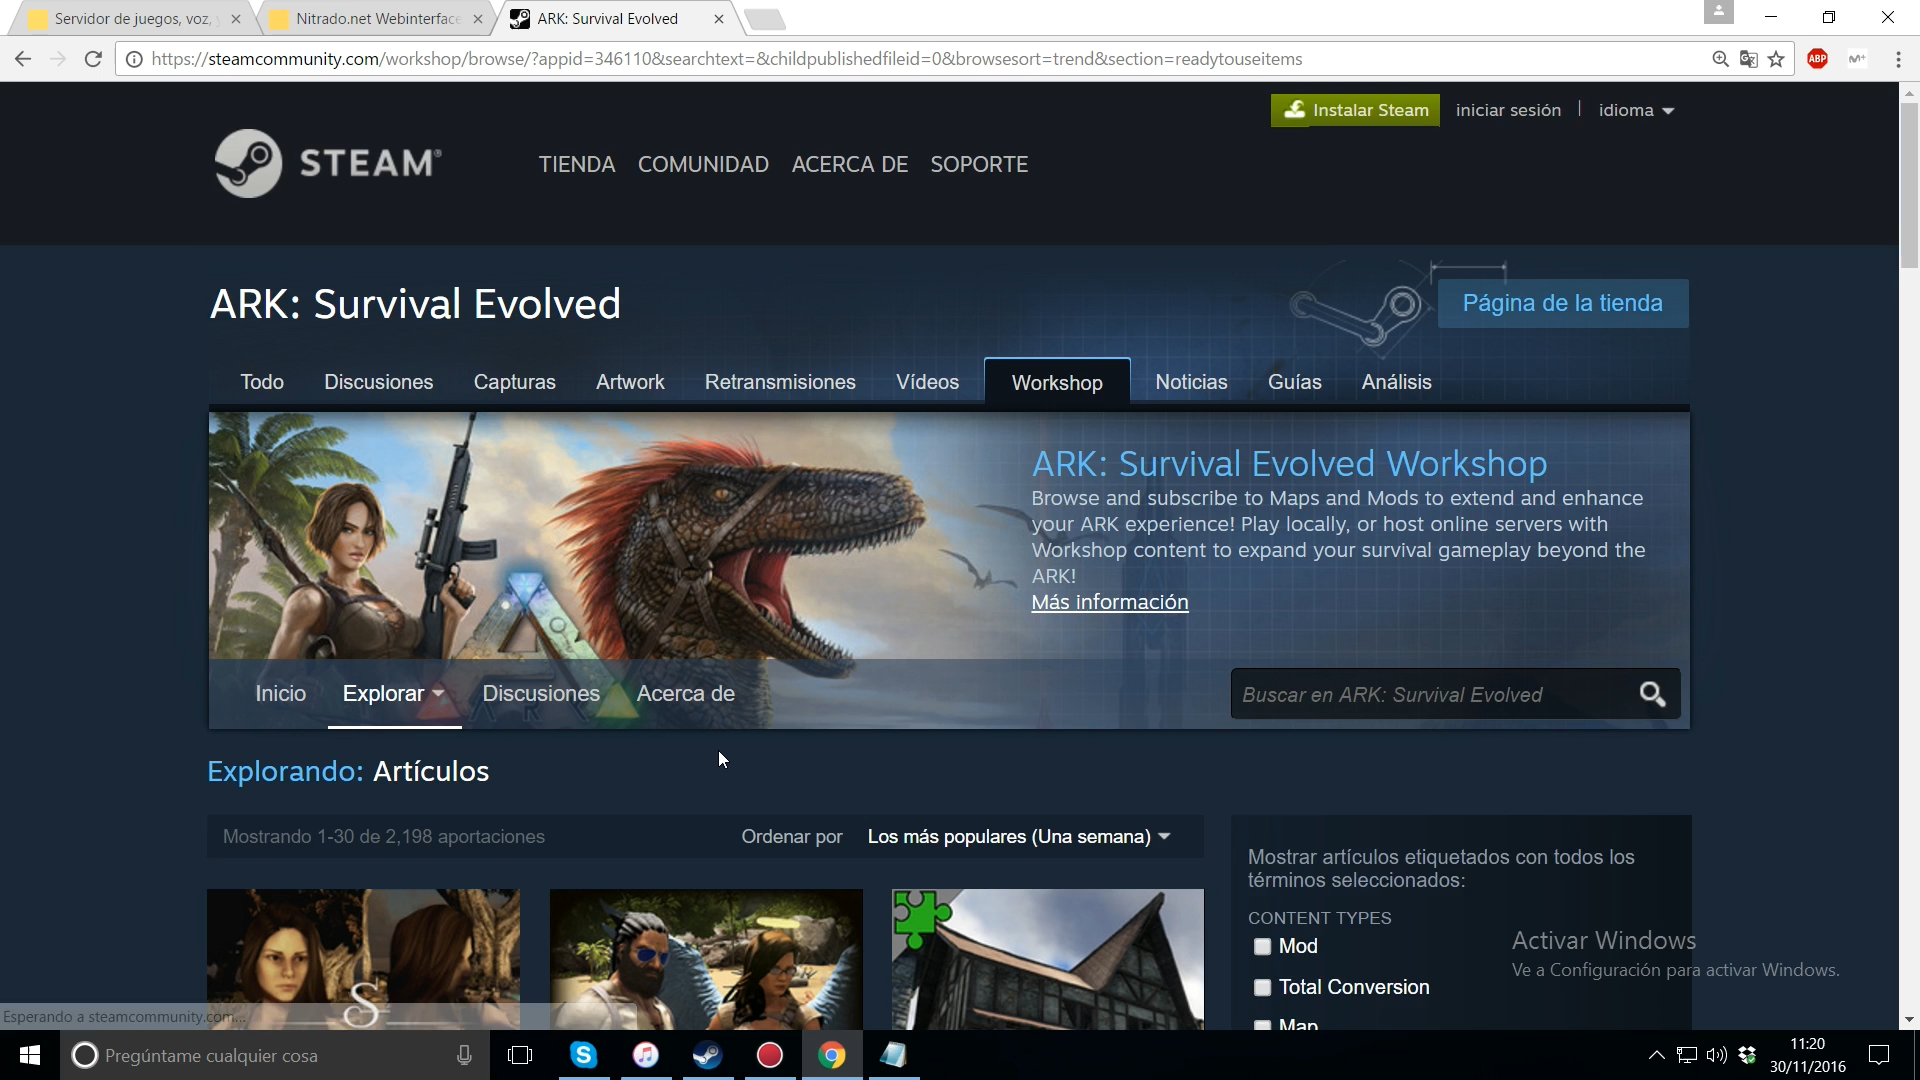 Servidor de juegos, voz,
Nitrado.net Webinterface
ARK: Survival Evolved
https://steamcommunity.com/workshop/browse/?appid=346110&searchtext=&childpublishedfileid=0&browsesort=trend&section=readytouseitems
ABP
Instalar Steam
iniciar sesión
idioma
STEAM®
TIENDA
COMUNIDAD
ACERCA DE
SOPORTE
ARK: Survival Evolved
Página de la tienda
Todo
Discusiones
Capturas
Artwork
Retransmisiones
Vídeos
Workshop
Noticias
Guías
Análisis
ARK: Survival Evolved Workshop
Browse and subscribe to Maps and Mods to extend and enhance
your ARK experience! Play locally, or host online servers with
Workshop content to expand your survival gameplay beyond the
ARK!
Más información
Inicio
Explorar
Discusiones
Acerca de
Buscar en ARK: Survival Evolved
Explorando: Artículos
Mostrando 1-30 de 2,198 aportaciones
Ordenar por
Los más populares (Una semana)
Mostrar artículos etiquetados con todos los
términos seleccionados:
CONTENT TYPES
Mod
Total Conversion
Map
S
Activar Windows
Ve a Configuración para activar Windows.
Esperando a steamcommunity.com...
Pregúntame cualquier cosa
11:20
30/11/2016